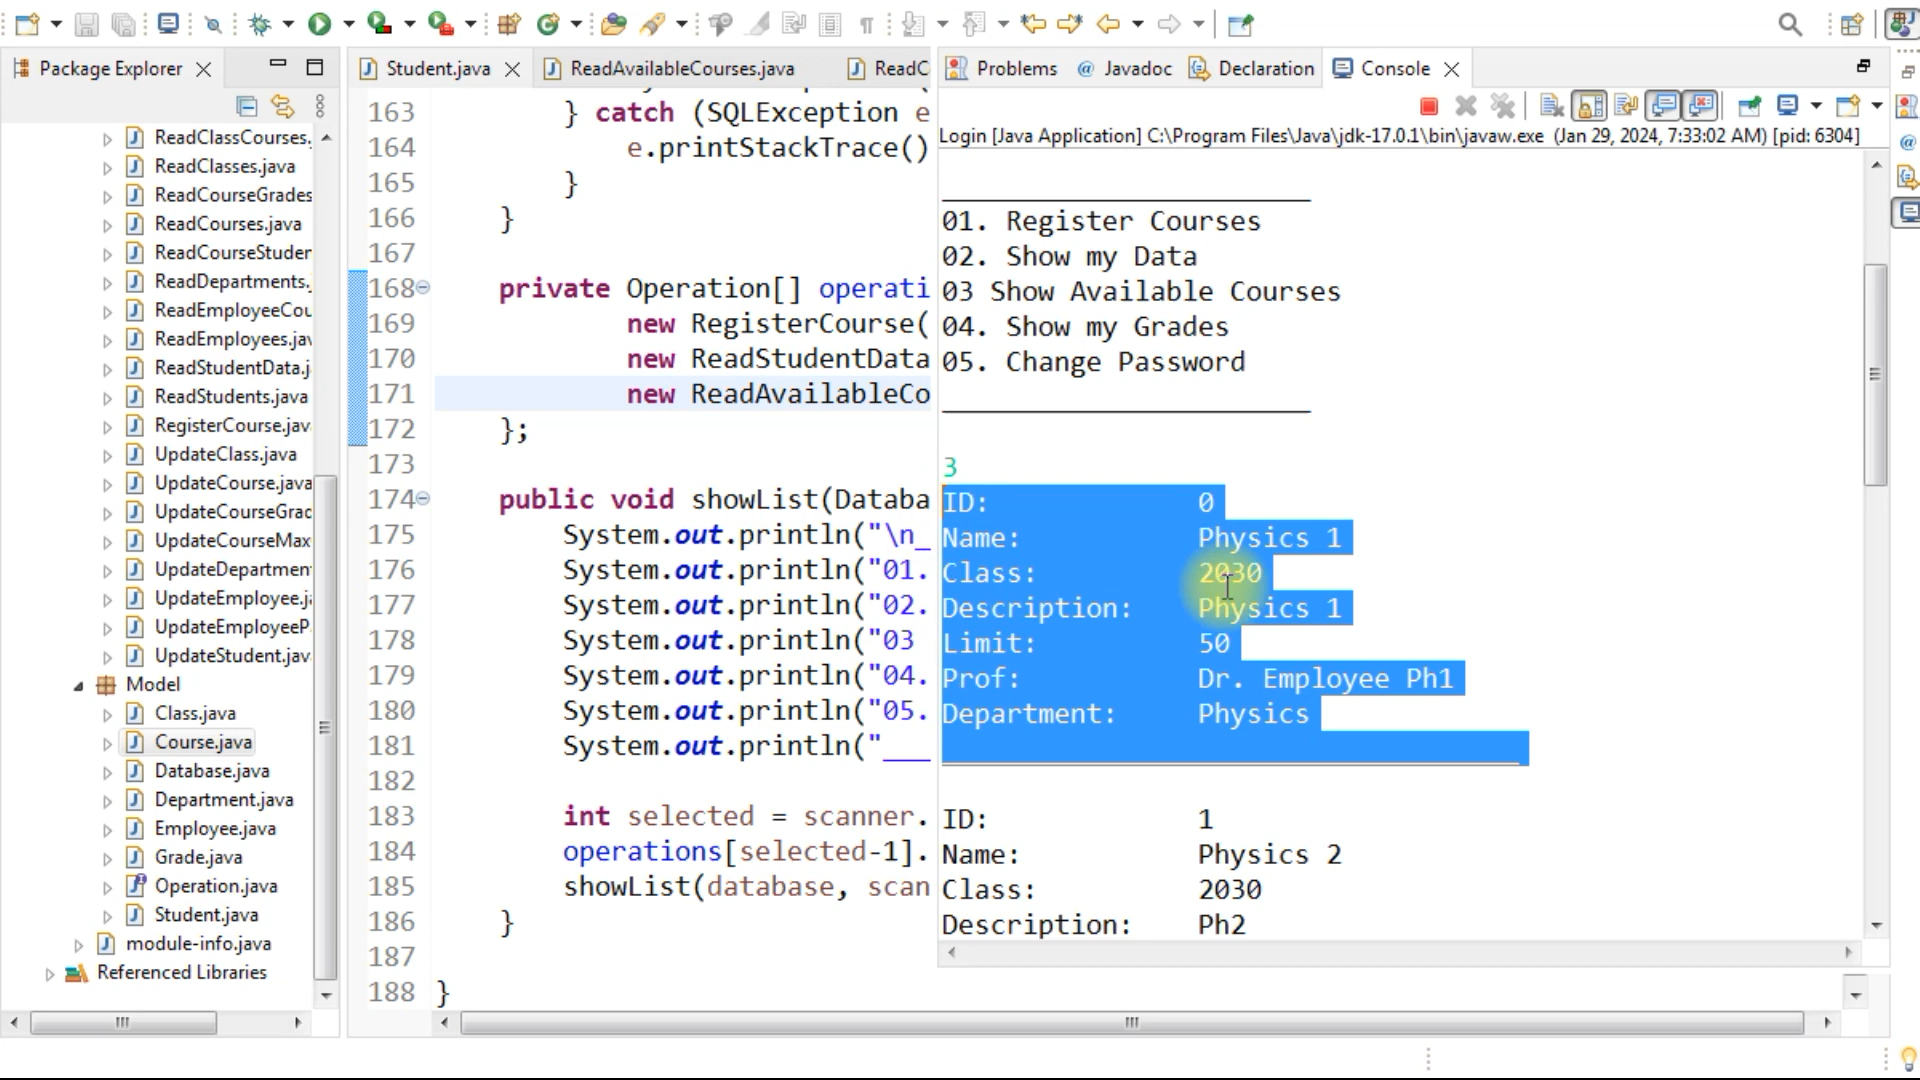 Package Explorer
ReadClassCourses.
ReadClasses.java
ReadCourseGrades
ReadCourses.java
ReadCourseStuder
ReadDepartments.
ReadEmployeeCou
ReadEmployees.jav
ReadStudentData.j
ReadStudents.java
RegisterCourse.jav
UpdateClass.java
UpdateCourse.java
UpdateCourseGrac
UpdateCourseMax
UpdateDepartmen
UpdateEmployee.j
UpdateEmployeeP
UpdateStudent.jav
Model
Class.java
Course.java
Database.java
Department.java
Employee.java
Grade.java
Operation.java
Student.java
module-info.java
Referenced Libraries
Student.java
ReadAvailableCourses.java
ReadC
163 } catch (SQLException e
164 e.printStackTrace()
165 }
166 }
167
168 private Operation[] operati
169 new RegisterCourse(
170 new ReadStudentData
171 new ReadAvailableCo
172 };
173
174 public void showList(Databa
175 System.out.println("\n_
176 System.out.println("01.
177 System.out.println("02.
178 System.out.println("03
179 System.out.println("04.
180 System.out.println("05.
181 System.out.println("___
182
183 int selected = scanner.
184 operations[selected-1].
185 showList(database, scan
186 }
187
188 }
Problems
@ Javadoc
Declaration
Console
Login [Java Application] C:\Program Files\Java\jdk-17.0.1\bin\javaw.exe (Jan 29, 2024, 7:33:02 AM) [pid: 6304]
01. Register Courses
02. Show my Data
03 Show Available Courses
04. Show my Grades
05. Change Password
3
ID: 0
Name: Physics 1
Class: 2030
Description: Physics 1
Limit: 50
Prof: Dr. Employee Ph1
Department: Physics
ID: 1
Name: Physics 2
Class: 2030
Description: Ph2